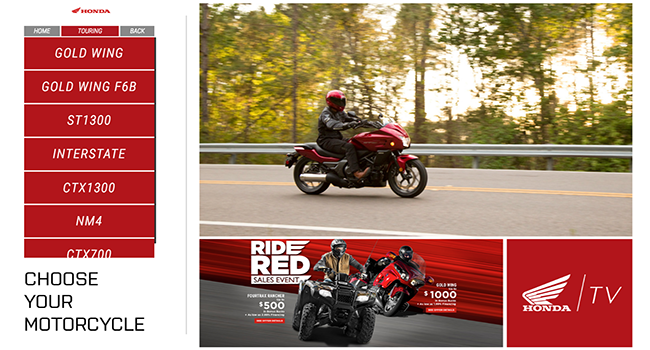 HONDA
HOME
TOURING
BACK
GOLD WING
GOLD WING F6B
ST1300
INTERSTATE
CTX1300
NM4
CTX700
CHOOSE
YOUR
MOTORCYCLE
RIDE
RED
SALES EVENT
FOURTRAX RANCHER
$500
GOLD WING
$1000
HONDA
TV